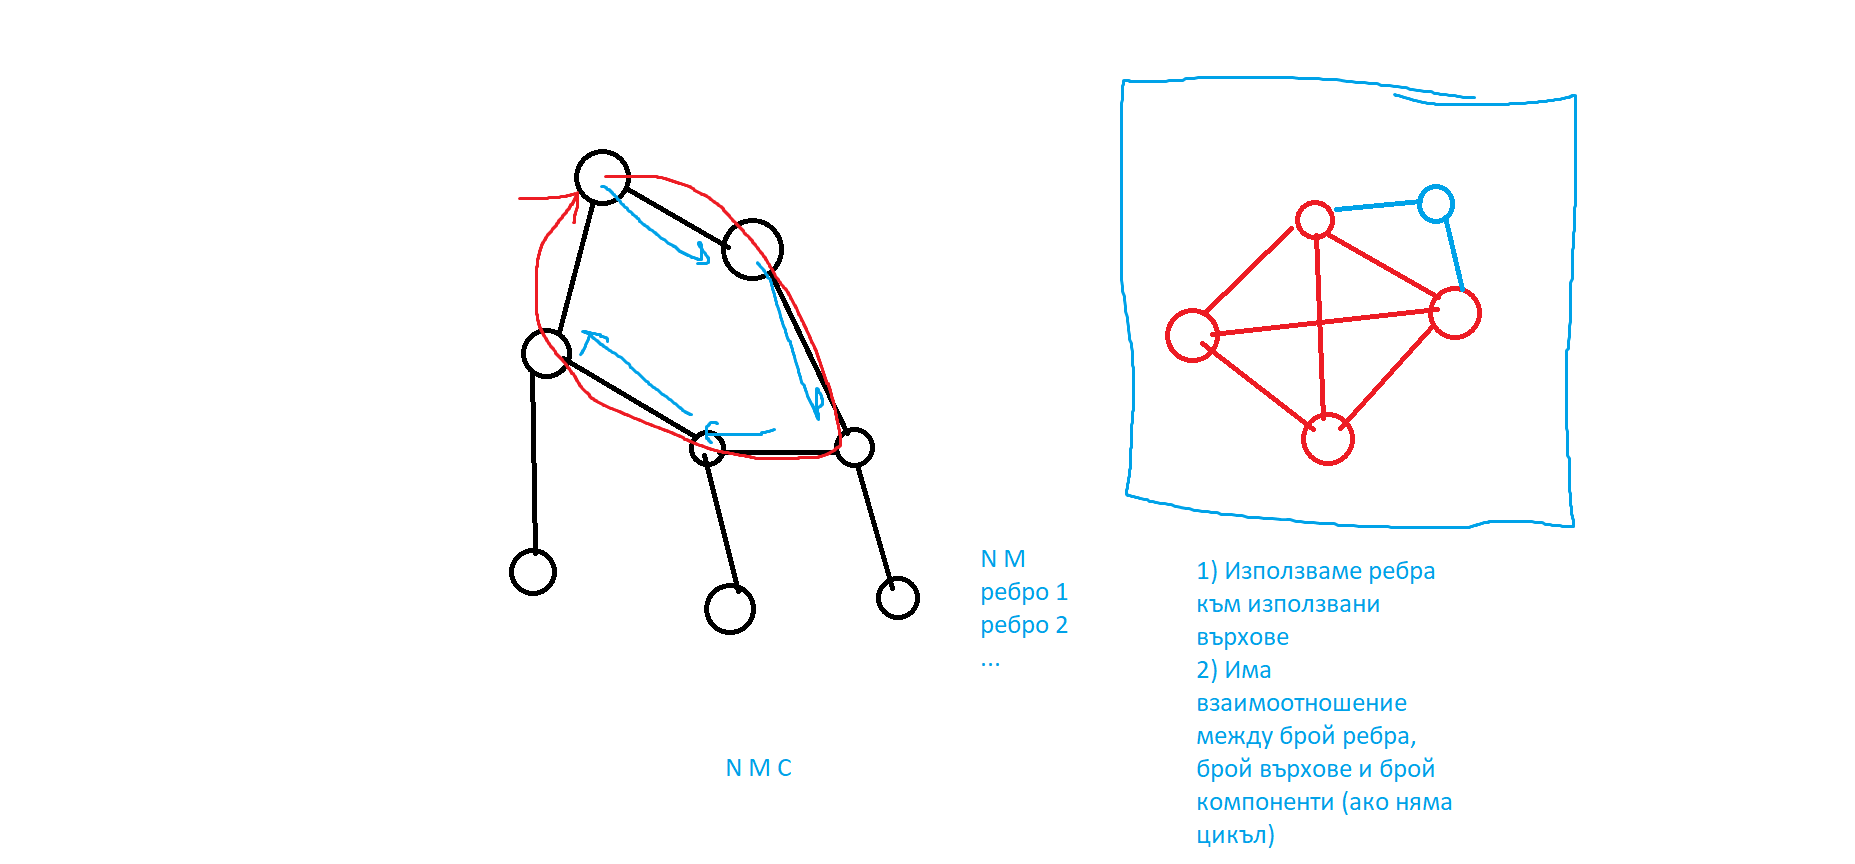 N M
ребро 1
ребро 2
...
N M C
1) Използваме ребра
към използвани
върхове
2) Има
взаимоотношение
между брой ребра,
брой върхове и брой
компоненти (ако няма
цикъл)